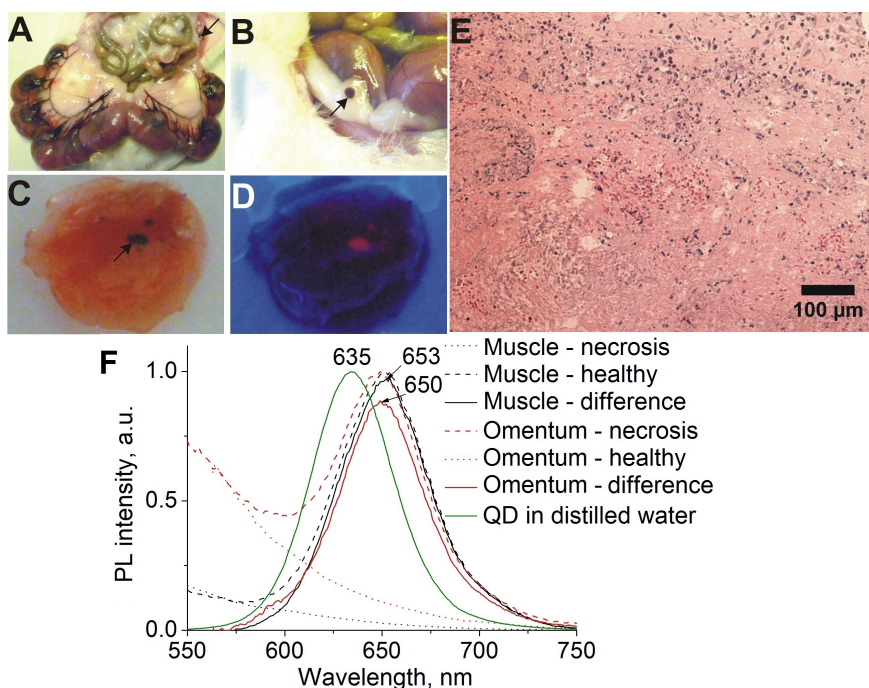 A
B
E
C
D
100 µm
F
635
653
650
Muscle - necrosis
Muscle - healthy
Muscle - difference
Omentum - necrosis
Omentum - healthy
Omentum - difference
QD in distilled water
PL intensity, a.u.
1.0
0.5
0.0
550
600
650
700
750
Wavelength, nm